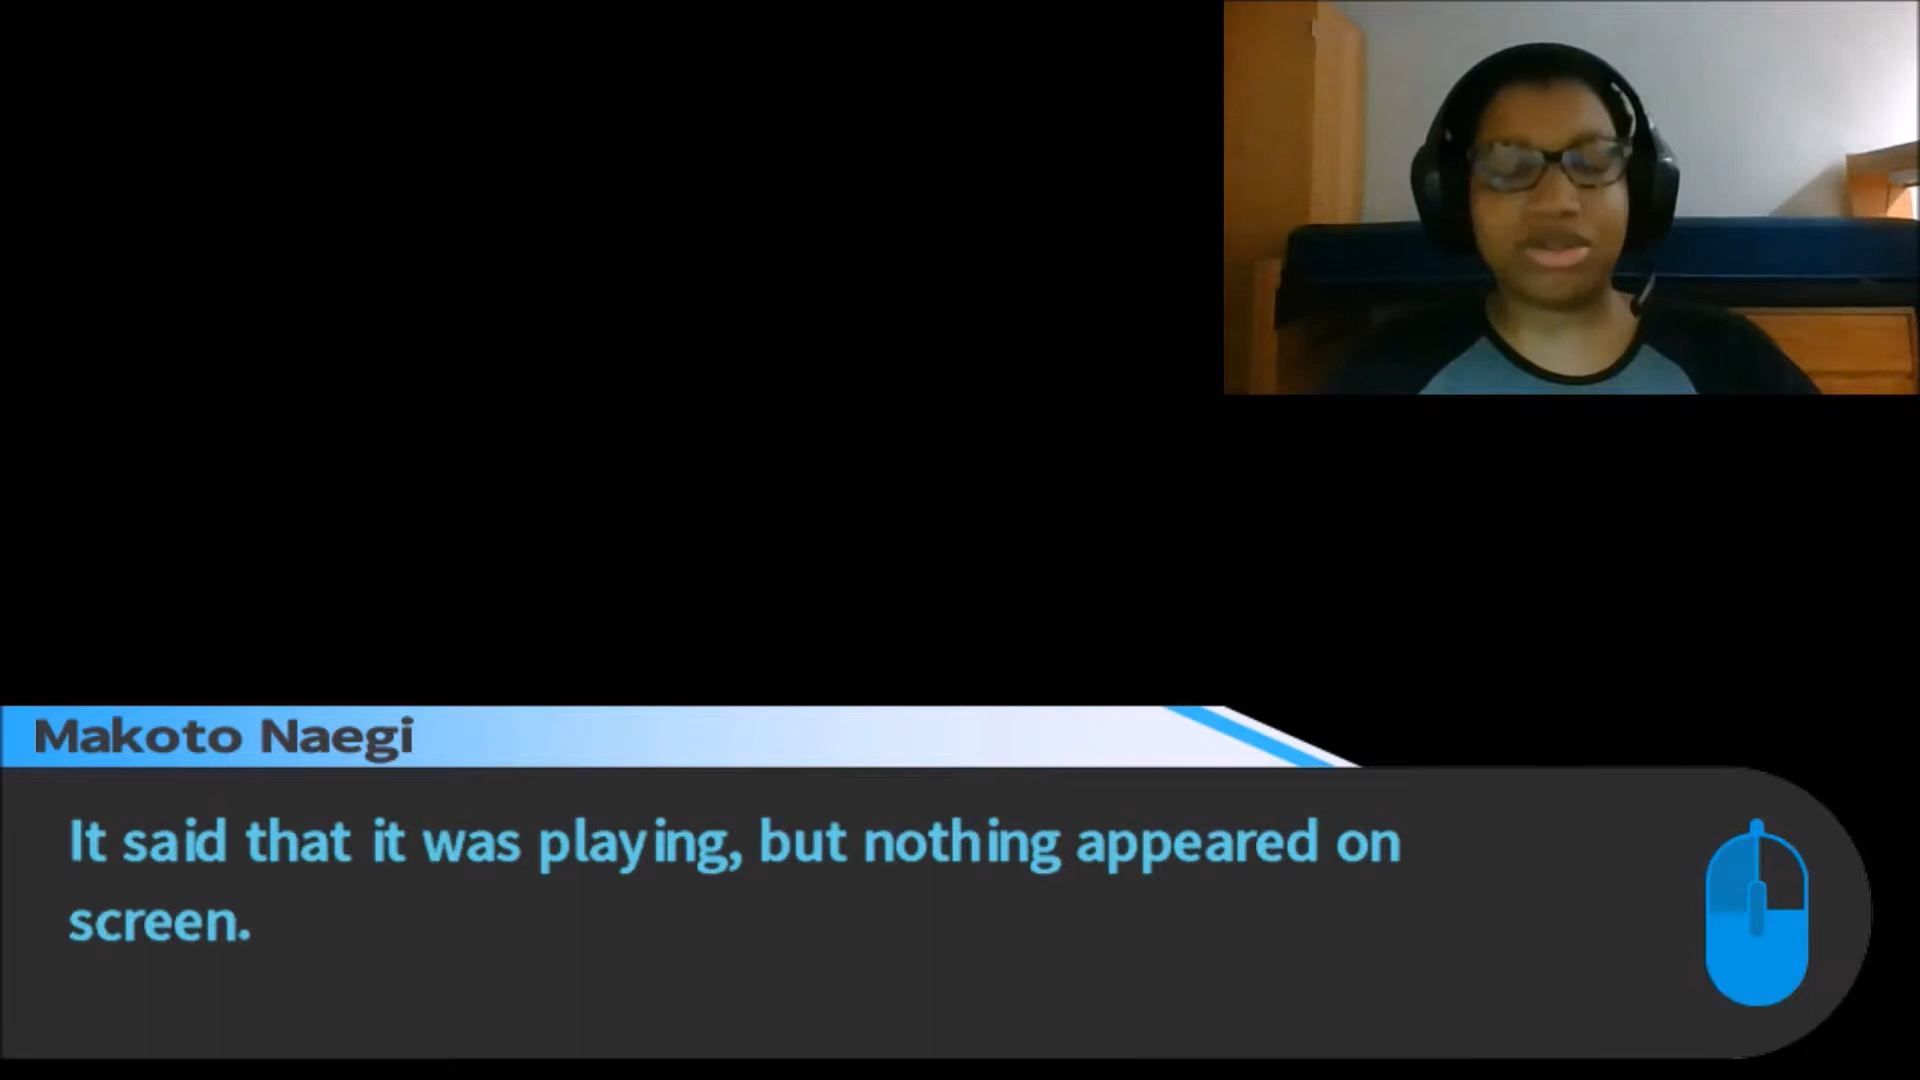 Makoto Naegi
It said that it was playing, but nothing appeared on
screen.